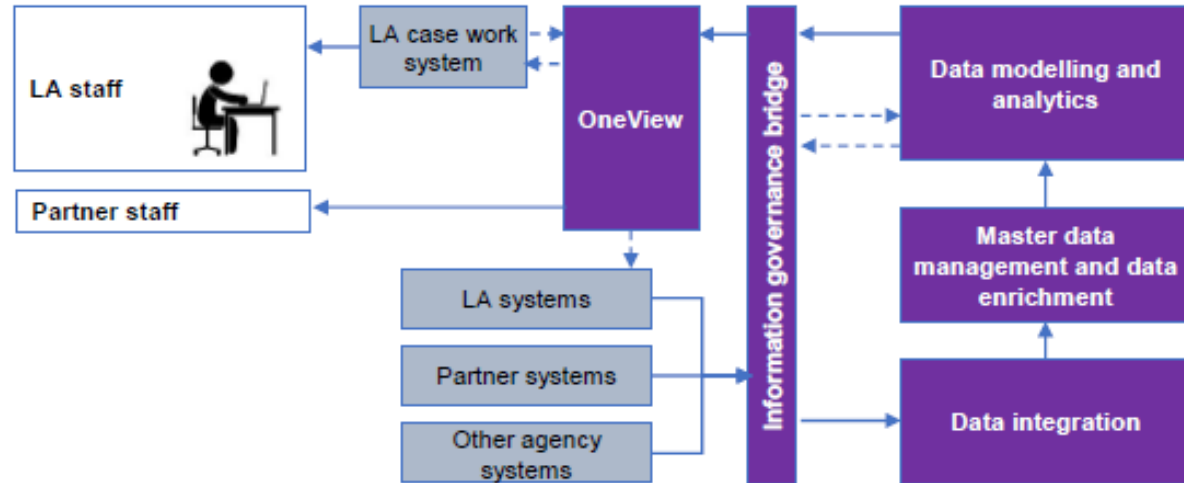 LA case work
system
LA staff
OneView
Information governance bridge
Data modelling and
analytics
Partner staff
Master data
management and data
enrichment
LA systems
Partner systems
Data integration
Other agency
systems